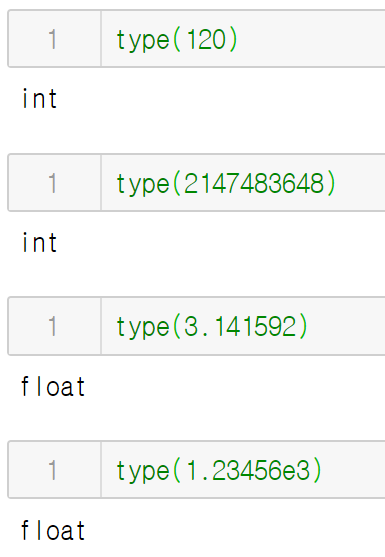 1 type(120)
int
1 type(2147483648)
int
1 type(3.141592)
float
1 type(1.23456e3)
float